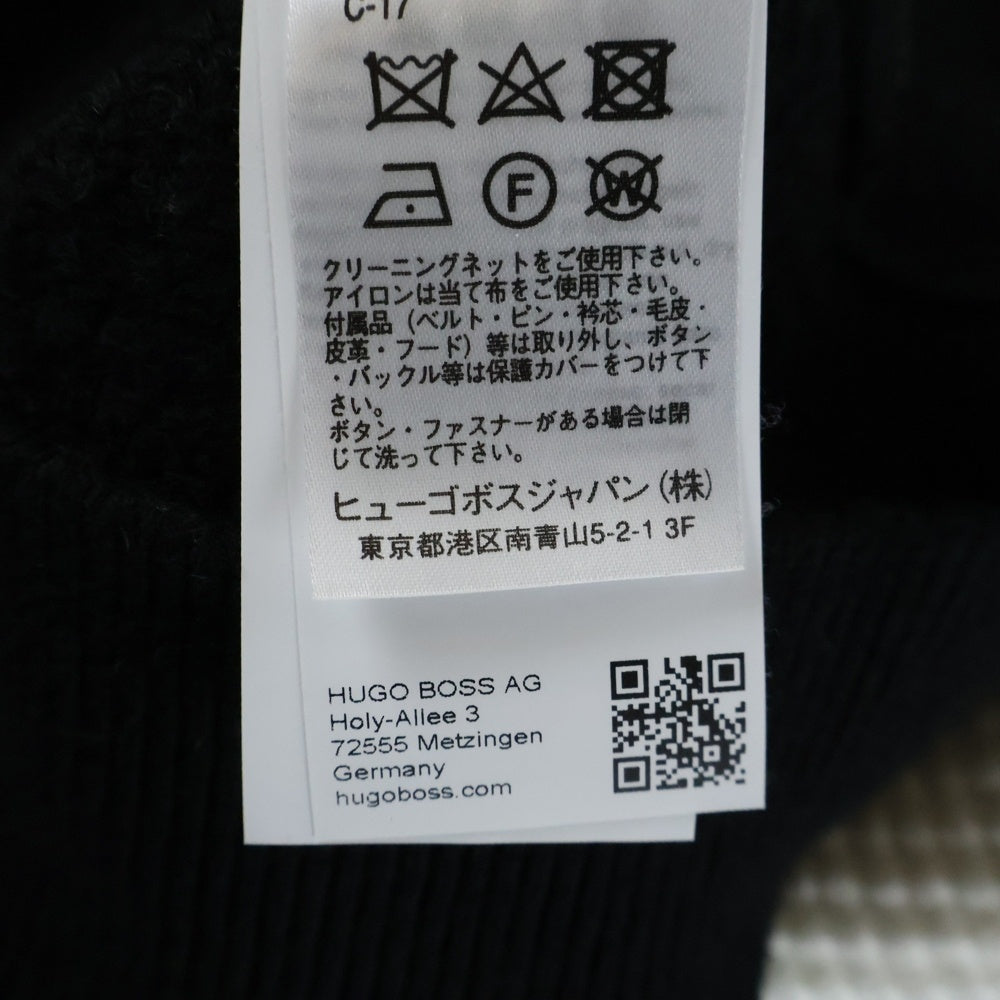 C-17
F
W
クリーニングネットをご使用下さい。
アイロンは当て布をご使用下さい。
付属品（ベルト・ピン・衿芯・毛皮・
皮革・フード）等は取り外し、ボタン
・バックル等は保護カバーをつけて下
さい。
ボタン・ファスナーがある場合は閉
じて洗って下さい。
ヒューゴボスジャパン（株）
東京都港区南青山5-2-1 3F
HUGO BOSS AG
Holy-Allee 3
72555 Metzingen
Germany
hugoboss.com